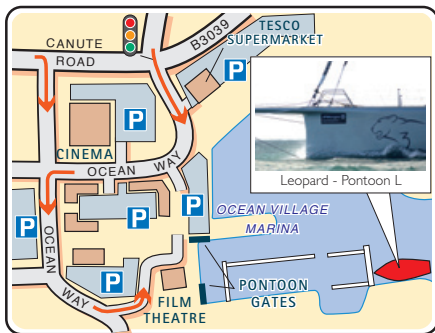 CANUTE
ROAD
B3039
TESCO
SUPERMARKET
P
P
P
CINEMA
OCEAN WAY
Leopard - Pontoon L
P
P
P
OCEAN VILLAGE
MARINA
OCEAN
WAY
FILM
THEATRE
PONTOON
GATES